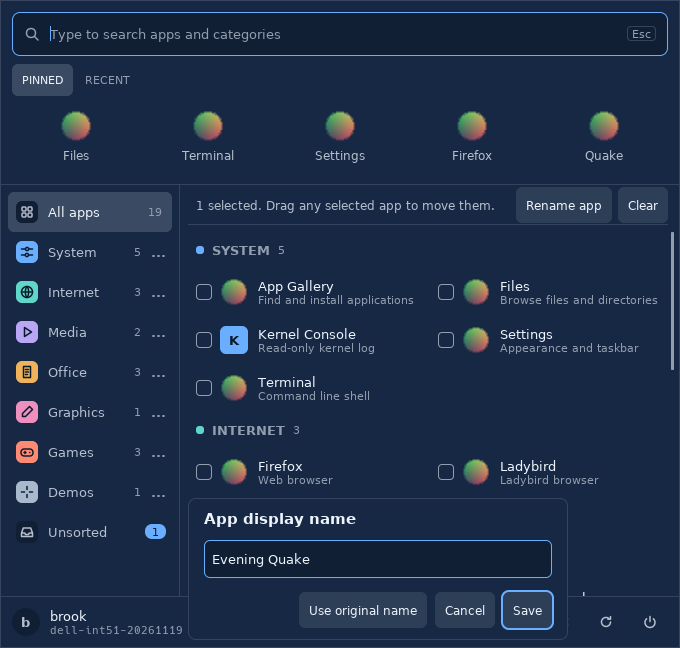 Type to search apps and categories
Esc
PINNED RECENT
Files Terminal Settings Firefox Quake
All apps 19
System 5 ...
Internet 3 ...
Media 2 ...
Office 3 ...
Graphics 1 ...
Games 3 ...
Demos 1 ...
Unsorted 1
1 selected. Drag any selected app to move them.
Rename app Clear
SYSTEM 5
App Gallery
Find and install applications
Files
Browse files and directories
K
Kernel Console
Read-only kernel log
Settings
Appearance and taskbar
Terminal
Command line shell
INTERNET 3
Firefox
Web browser
Ladybird
Ladybird browser
App display name
Evening Quake
Use original name Cancel Save
b
brook
dell-int51-20261119